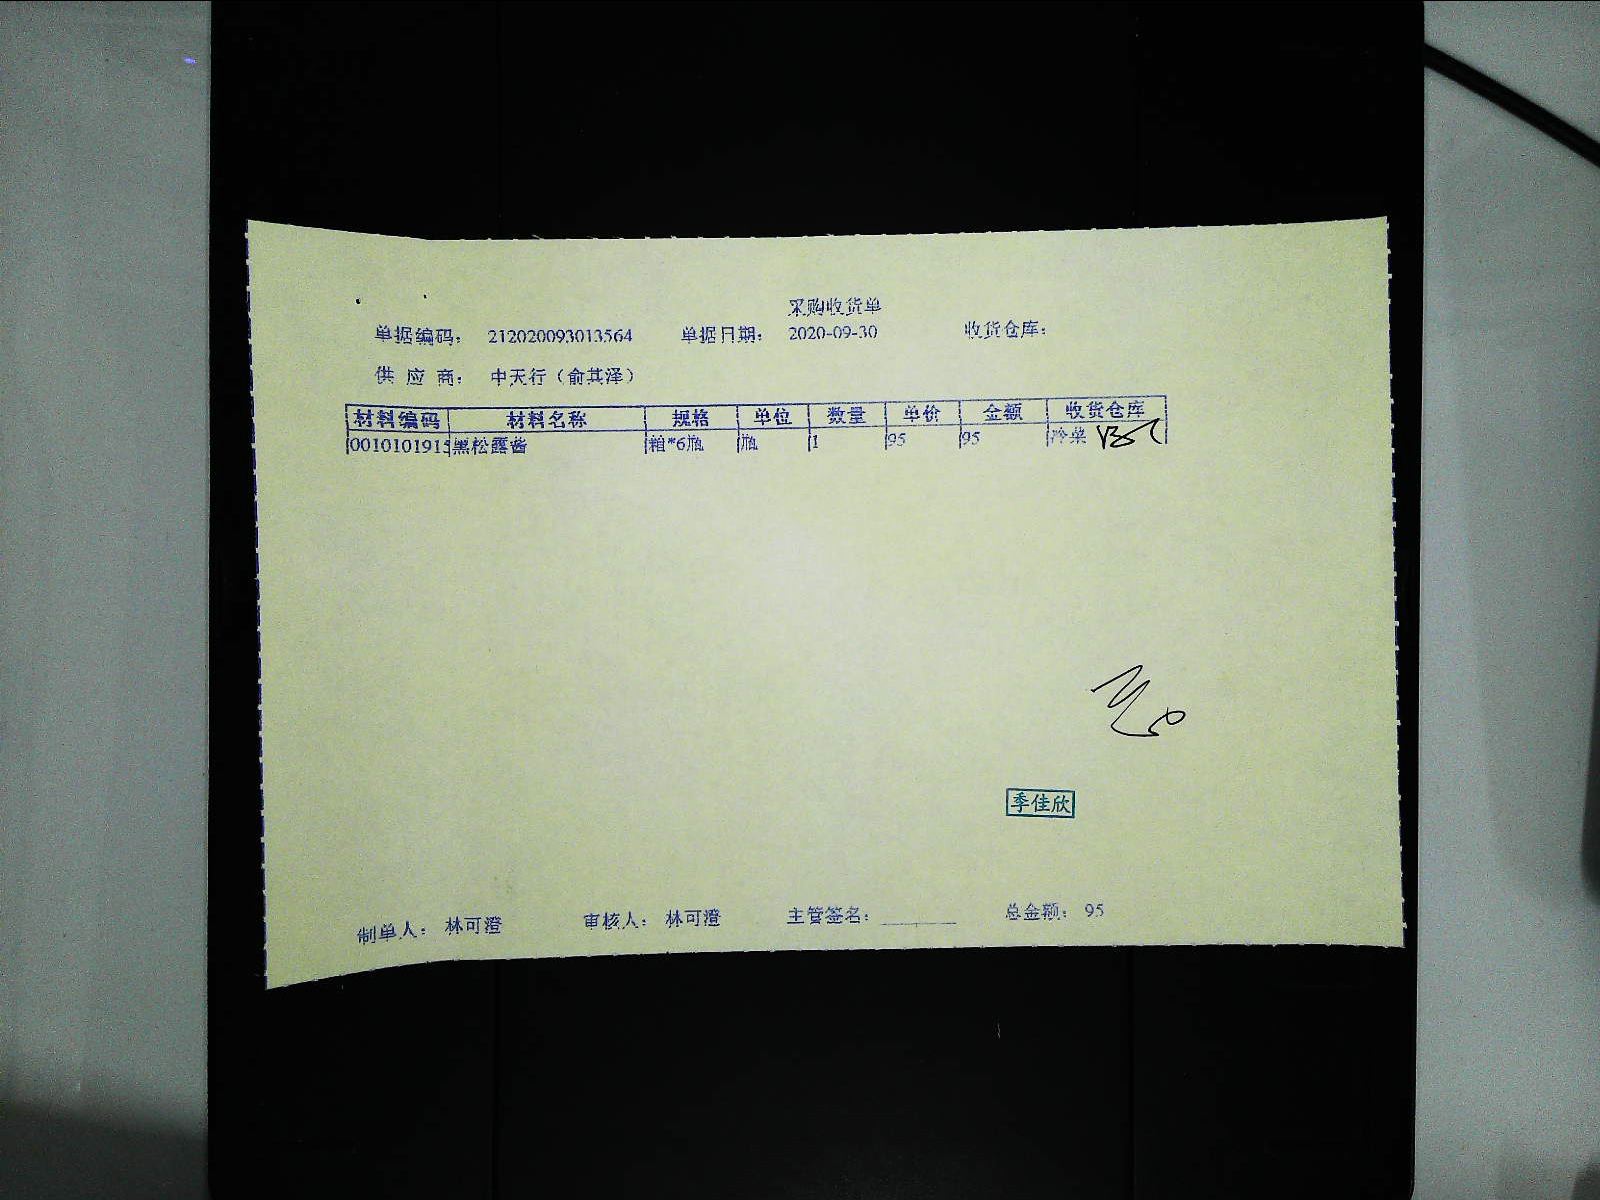 采购收货单
单据编码： 212020093013564 单据日期： 2020-09-30 收货仓库：
供 应 商： 中天行（俞其泽）
材料编码 材料名称 规格 单位 数量 单价 金额 收货仓库
0010101915 黑松露酱 箱*6瓶 瓶 1 95 95 冷菜
季佳欣
制单人： 林可澄 审核人： 林可澄 主管签名： 总金额： 95